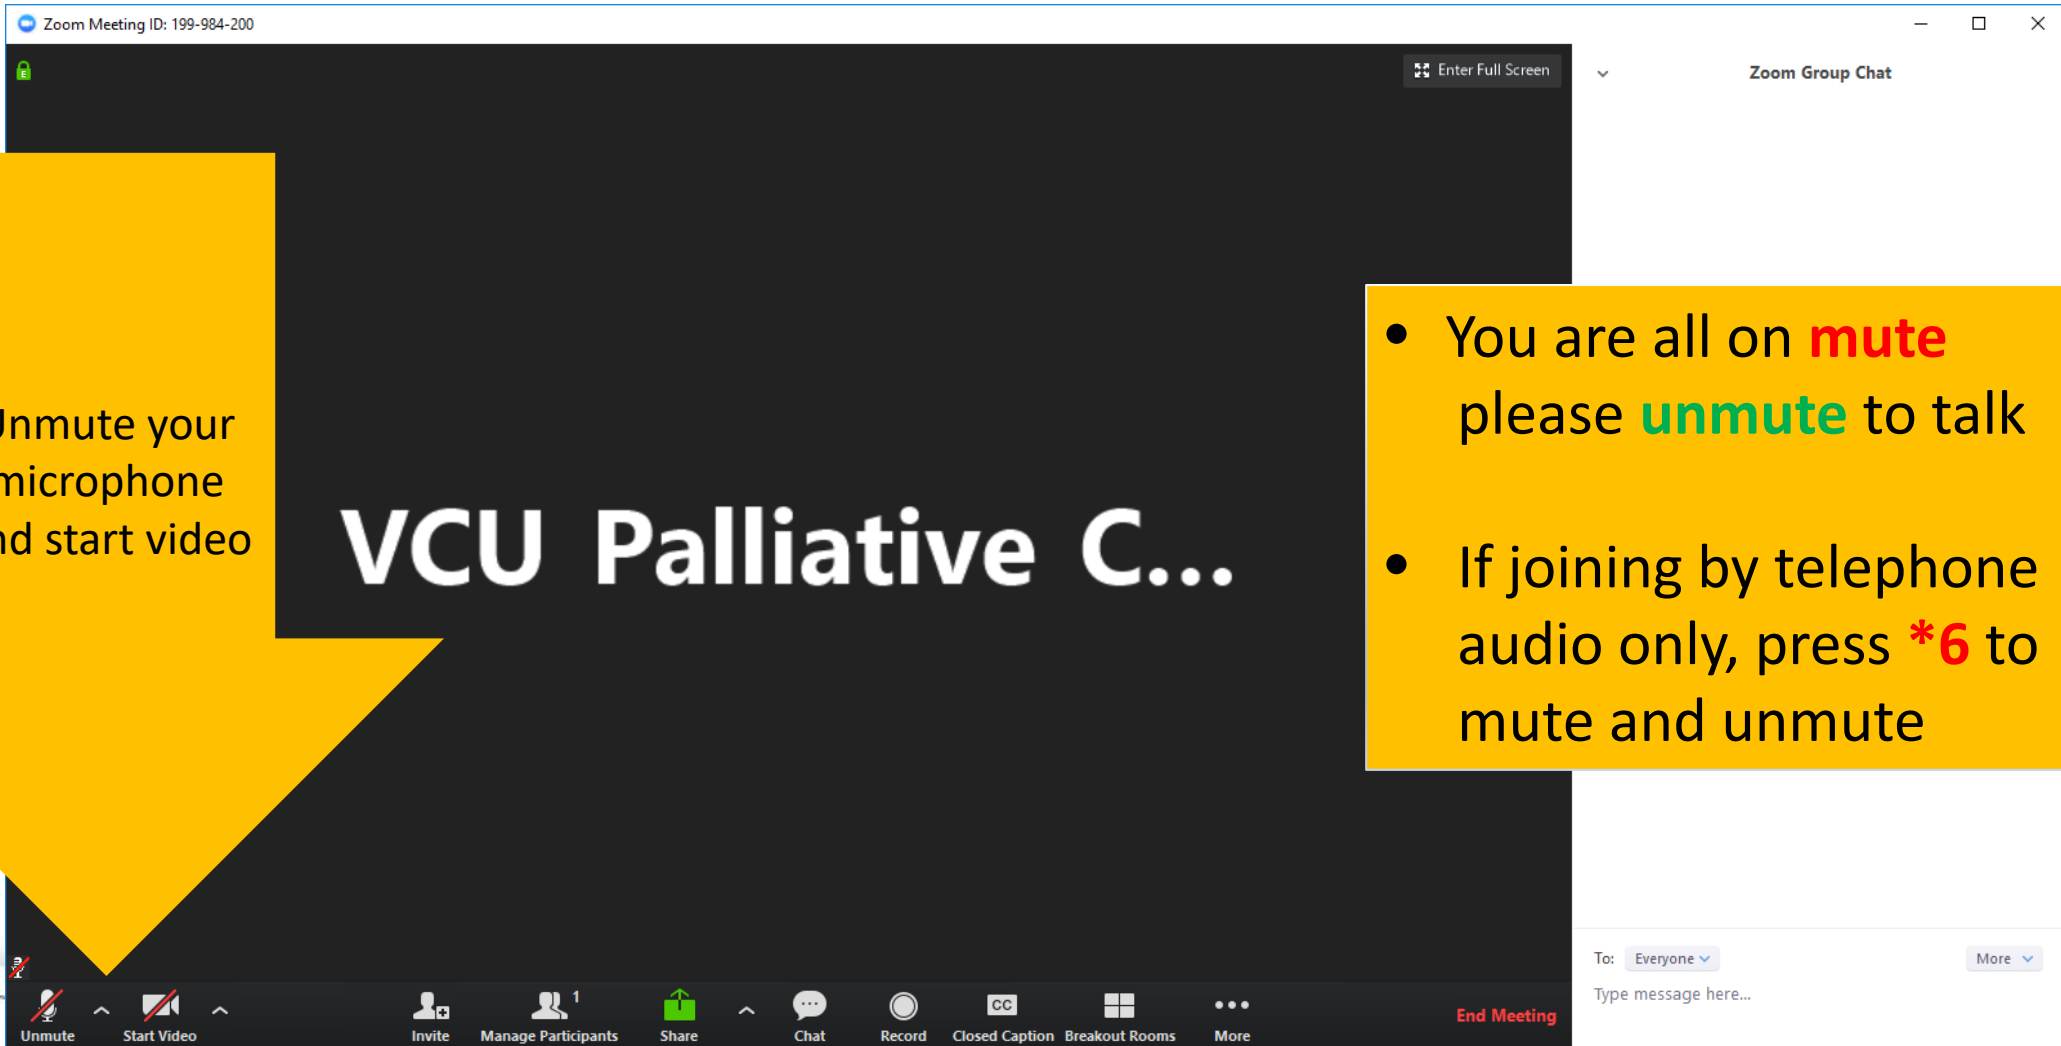 Zoom Meeting ID: 199-984-200
Enter Full Screen
Zoom Group Chat
Unmute your
microphone
nd start video
VCU Palliative C...
• You are all on mute
please unmute to talk
• If joining by telephone
audio only, press *6 to
mute and unmute
To: Everyone
More
Type message here...
Unmute
Start Video
Invite
1
Manage Participants
Share
Chat
Record
CC
Closed Caption
Breakout Rooms
More
End Meeting